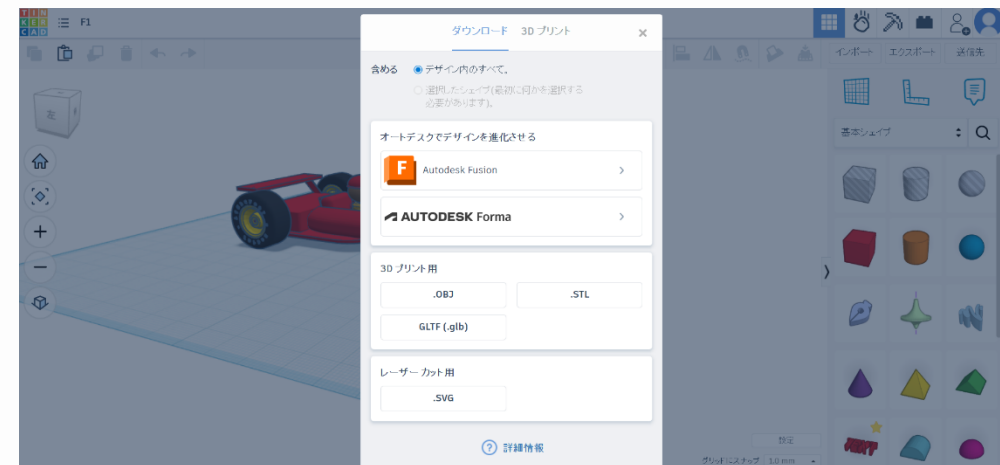 TIN
KER
CAD
F1
ダウンロード
3D プリント
含める
デザイン内のすべて。
選択したシェイプ(最初に何かを選択する
必要があります)。
オートデスクでデザインを進化させる
F
Autodesk Fusion
AUTODESK Forma
3D プリント用
.OBJ
.STL
GLTF (.glb)
レーザー カット用
.SVG
詳細情報
左
インポート
エクスポート
送信先
基本シェイプ
設定
グリッドにスナップ
1.0 mm